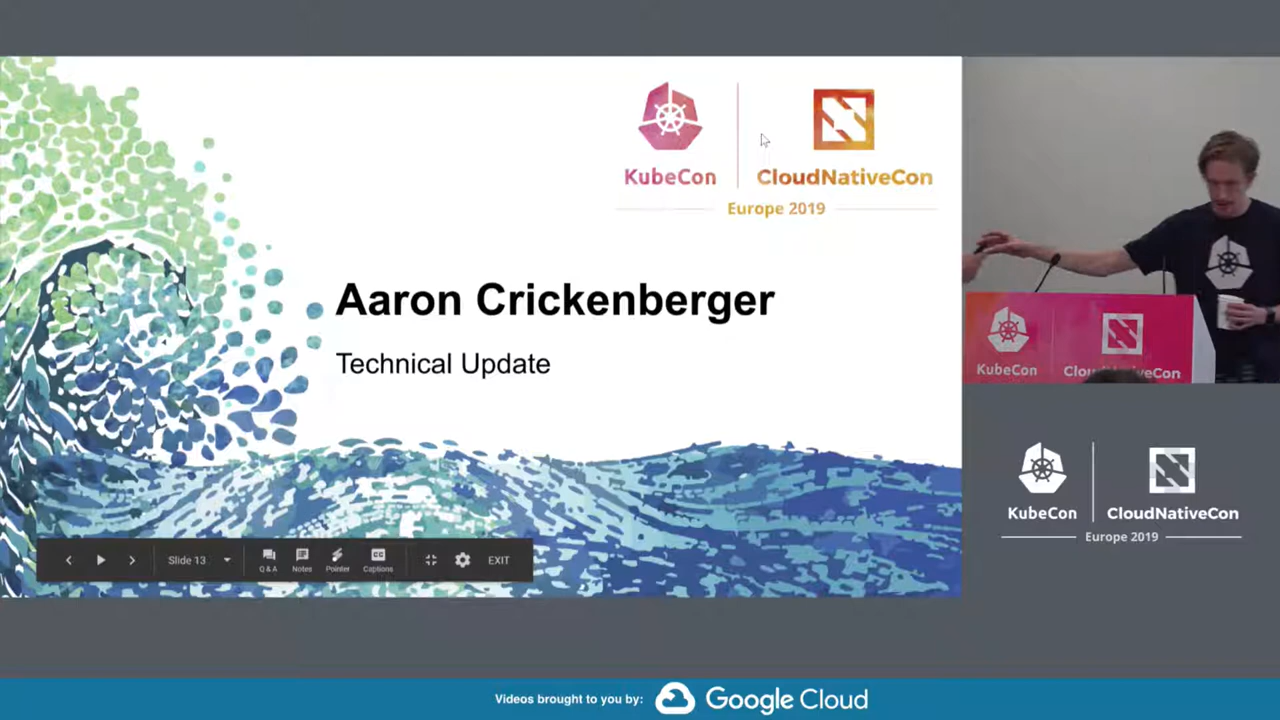 KubeCon
CloudNativeCon
Europe 2019
Aaron Crickenberger
Technical Update
Slide 13
Q & A
Notes
Pointer
Captions
EXIT
KubeCon
CloudNativeCon
KubeCon
CloudNativeCon
Europe 2019
Videos brought to you by:
Google Cloud